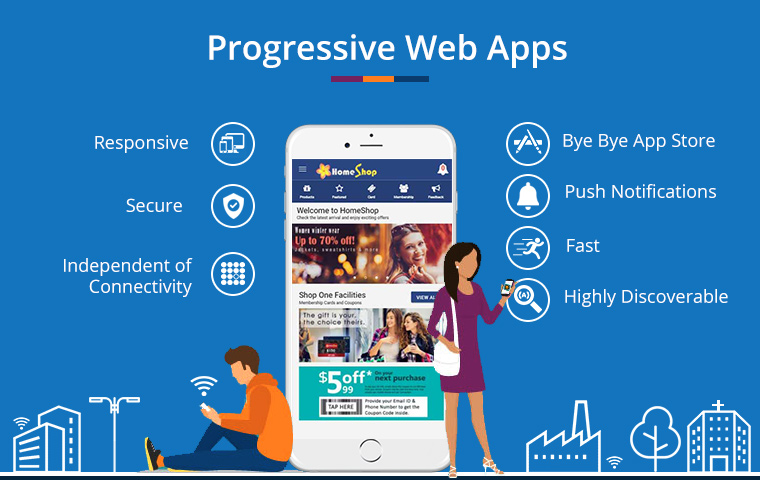 Progressive Web Apps
Responsive
Secure
Independent of
Connectivity
HomeShop
Products
Featured
Card
Membership
Feedback
Welcome to HomeShop
Check the latest arrival and enjoy exciting offers
Women winter wear
Up to 70% off!
Jackets, sweatshirts & more
Shop One Facilities
Membership Cards and Coupons
VIEW AL
The gift is your,
the choice theirs.
$5 99 off*
On your
next purchase
TAP HERE
Provide your Email ID &
Phone Number to get the
Coupon Code inside.
Bye Bye App Store
Push Notifications
Fast
Highly Discoverable